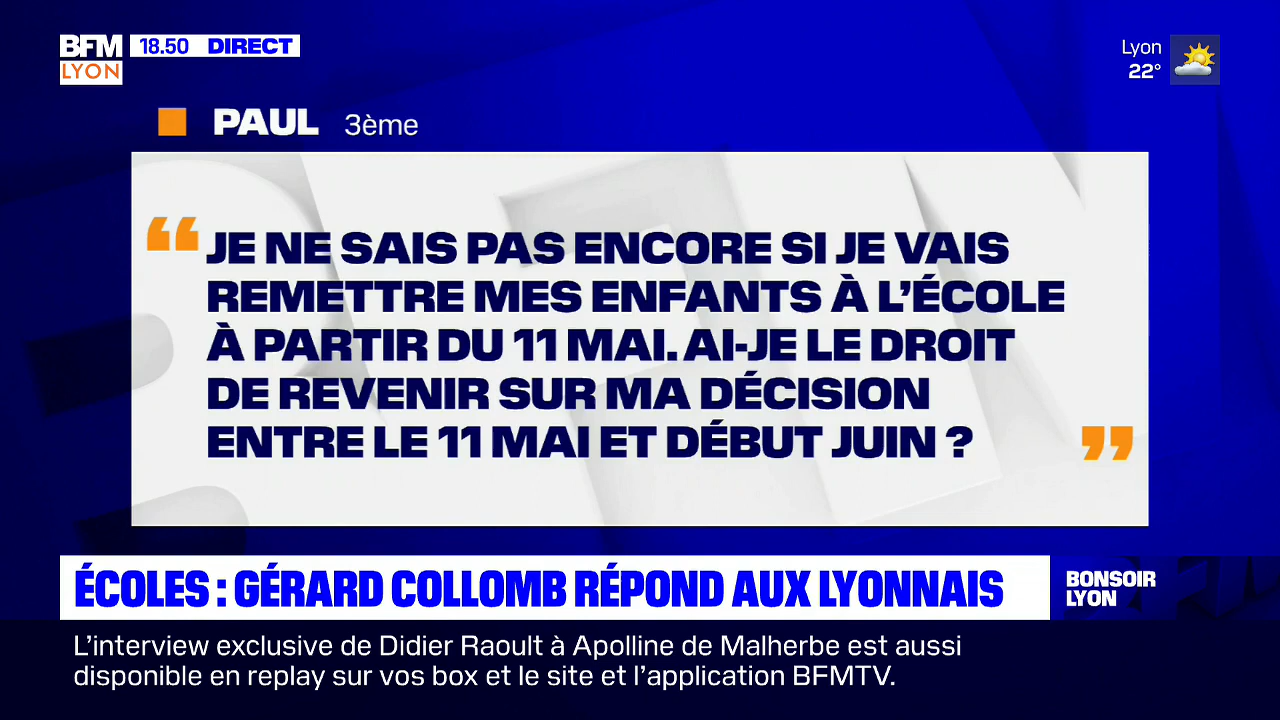 BFM 18.50 DIRECT
LYON
Lyon
22°
PAUL 3ème
“JE NE SAIS PAS ENCORE SI JE VAIS
REMETTRE MES ENFANTS À L’ÉCOLE
À PARTIR DU 11 MAI. AI-JE LE DROIT
DE REVENIR SUR MA DÉCISION
ENTRE LE 11 MAI ET DÉBUT JUIN ?”
ÉCOLES : GÉRARD COLLOMB RÉPOND AUX LYONNAIS
BONSOIR
LYON
L’interview exclusive de Didier Raoult à Apolline de Malherbe est aussi
disponible en replay sur vos box et le site et l’application BFMTV.